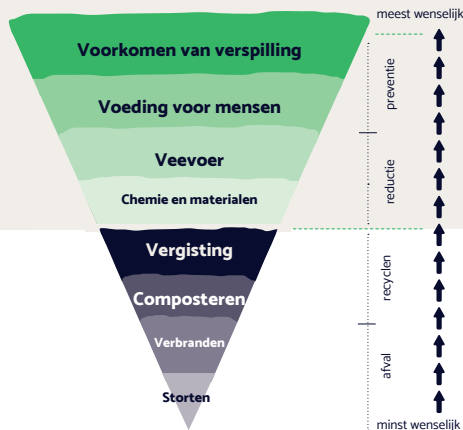 meest wenselijk
Voorkomen van verspilling
Voeding voor mensen
Veevoer
Chemie en materialen
Vergisting
Composteren
Verbranden
Storten
preventie
reductie
recyclen
afval
minst wenselijk